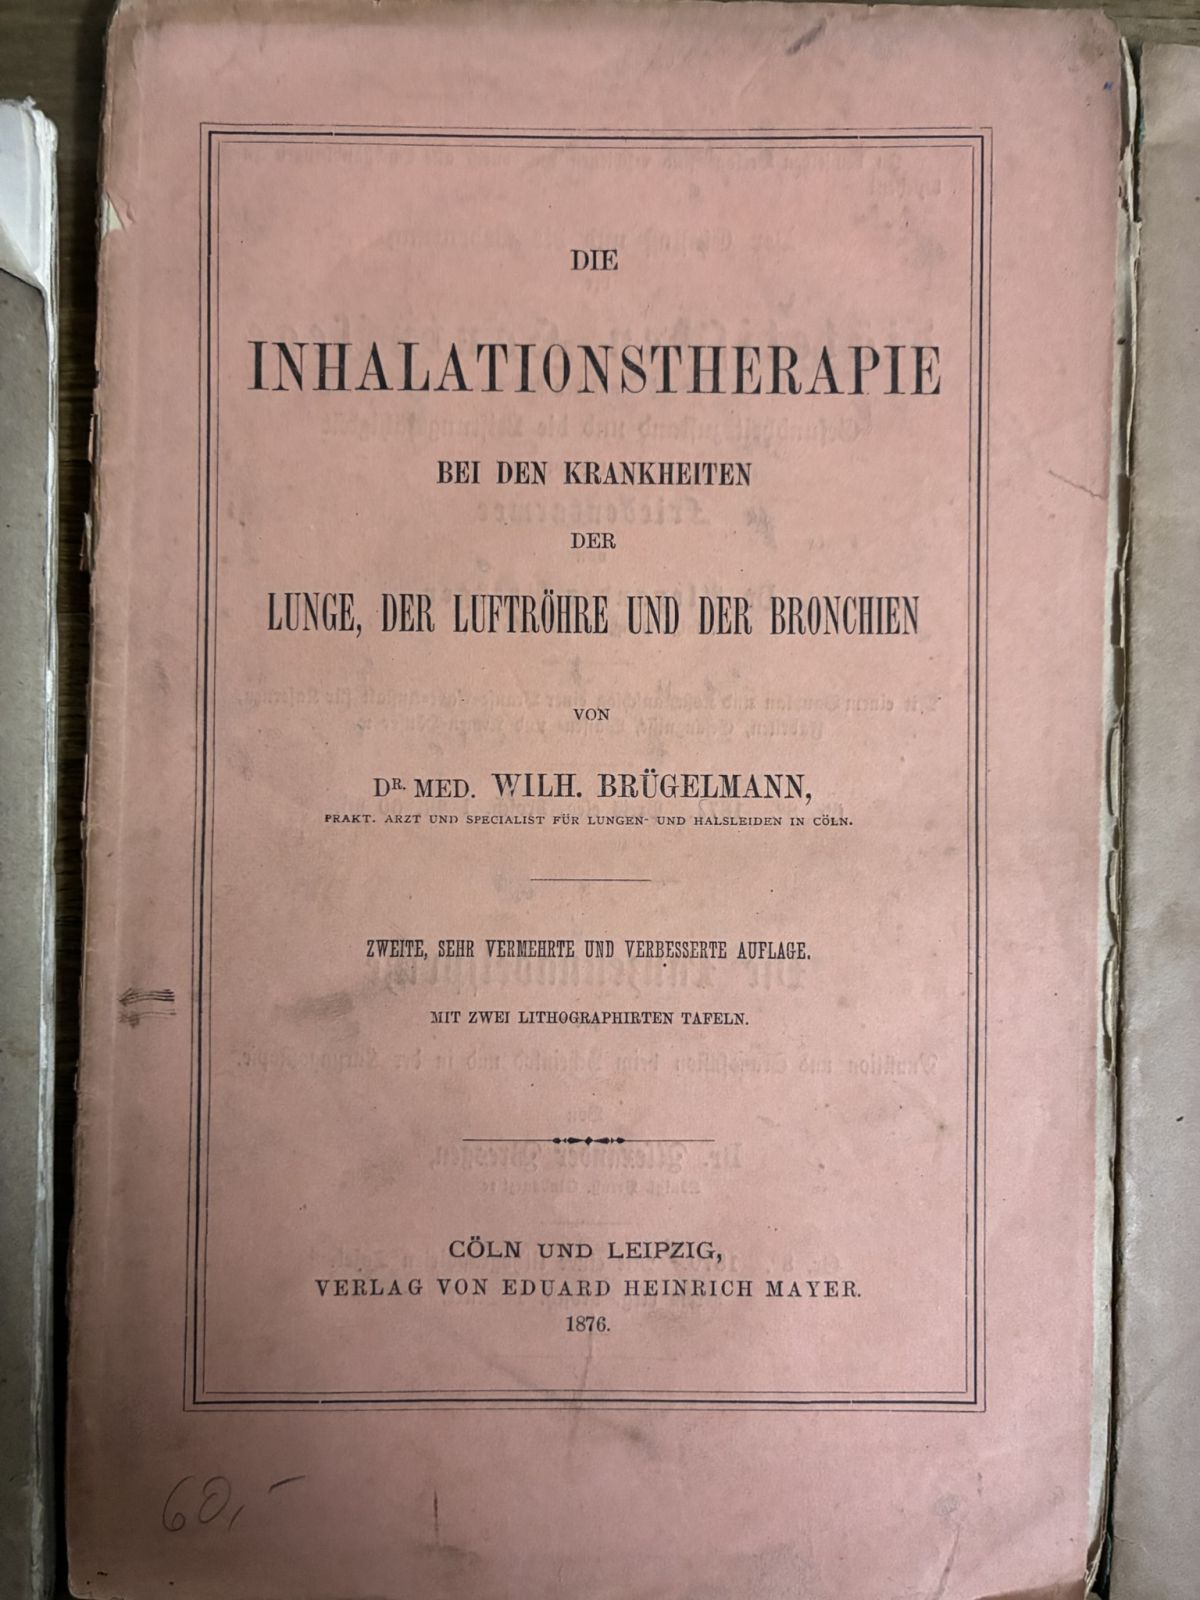 DIE
INHALATIONSTHERAPIE
BEI DEN KRANKHEITEN
DER
LUNGE, DER LUFTRÖHRE UND DER BRONCHIEN
VON
DR. MED. WILH. BRÜGELMANN,
PRAKT. ARZT UND SPECIALIST FÜR LUNGEN- UND HALSLEIDEN IN CÖLN.
ZWEITE, SEHR VERMEHRTE UND VERBESSERTE AUFLAGE.
MIT ZWEI LITHOGRAPHIRTEN TAFELN.
CÖLN UND LEIPZIG,
VERLAG VON EDUARD HEINRICH MAYER.
1876.
60,-